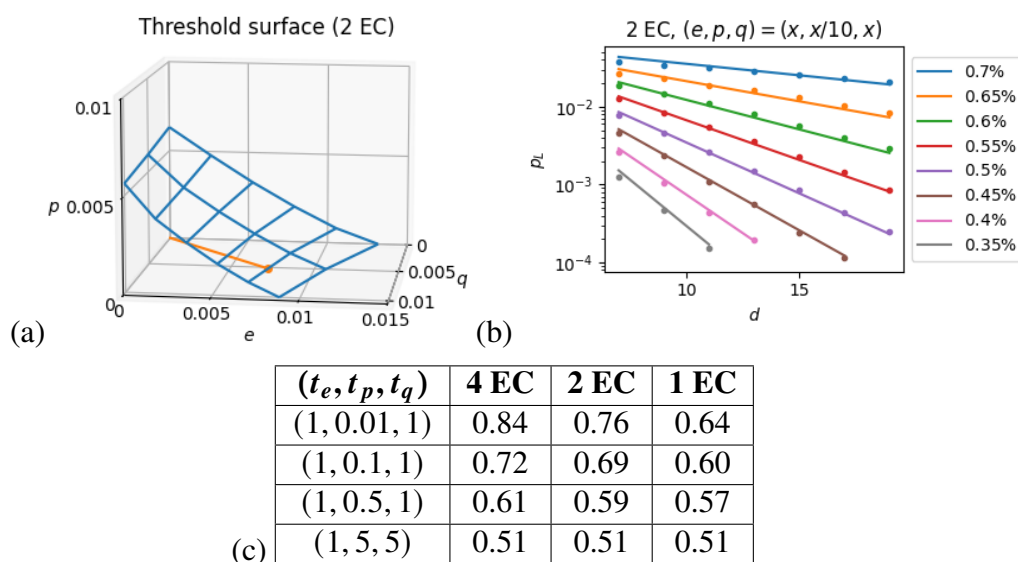 Threshold surface (2 EC)
0.01
p 0.005
0
0.005
0.01
0.015
e
0
0.005
0.01
q
(a)
2 EC, (e, p, q) = (x, x/10, x)
10⁻²
10⁻³
10⁻⁴
p_L
10
15
d
0.7%
0.65%
0.6%
0.55%
0.5%
0.45%
0.4%
0.35%
(b)
(t_e, t_p, t_q) 4 EC 2 EC 1 EC
(1, 0.01, 1) 0.84 0.76 0.64
(1, 0.1, 1) 0.72 0.69 0.60
(1, 0.5, 1) 0.61 0.59 0.57
(1, 5, 5) 0.51 0.51 0.51
(c)